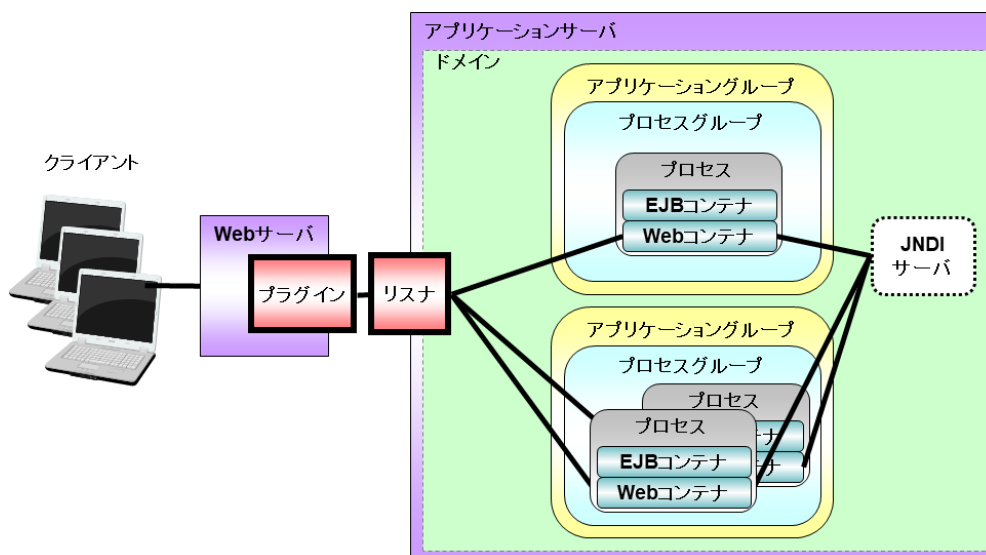 アプリケーションサーバ
ドメイン
アプリケーショングループ
プロセスグループ
プロセス
EJBコンテナ
Webコンテナ
クライアント
Webサーバ
プラグイン
リスナ
JNDI
サーバ
アプリケーショングループ
プロセスグループ
プロセス
テナ
テナ
プロセス
EJBコンテナ
Webコンテナ